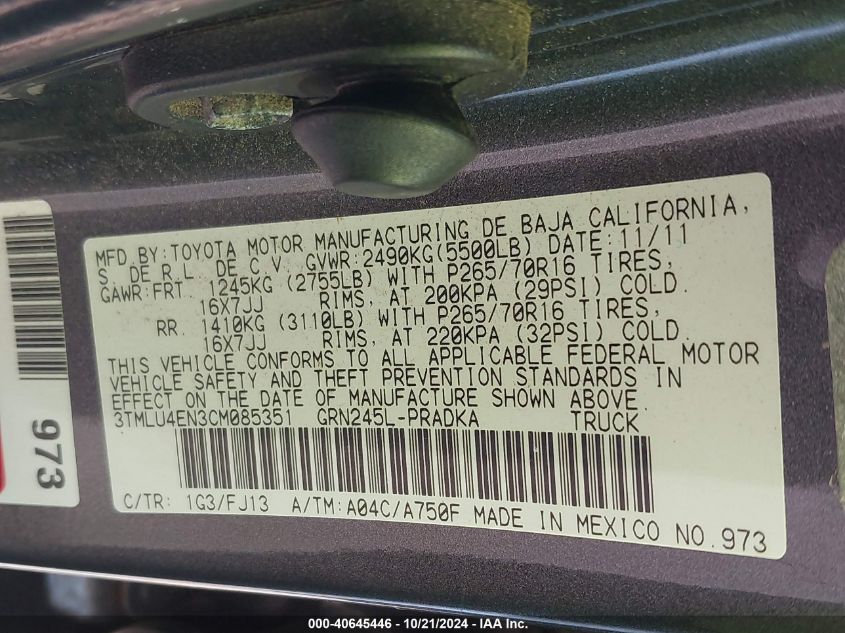 MFD BY:TOYOTA MOTOR MANUFACTURING DE BAJA CALIFORNIA,
S. DE R.L. DE C.V. GVWR:2490KG(5500LB) DATE:11/11
GAWR:FRT 1245KG (2755LB) WITH P265/70R16 TIRES,
16X7JJ RIMS, AT 200KPA (29PSI) COLD.
RR. 1410KG (3110LB) WITH P265/70R16 TIRES,
16X7JJ RIMS, AT 220KPA (32PSI) COLD.
THIS VEHICLE CONFORMS TO ALL APPLICABLE FEDERAL MOTOR
VEHICLE SAFETY AND THEFT PREVENTION STANDARDS IN
EFFECT ON THE DATE OF MANUFACTURE SHOWN ABOVE.
3TMLU4EN3CM085351 GRN245L-PRADKA TRUCK
C/TR: 1G3/FJ13 A/TM:A04C/A750F MADE IN MEXICO NO.973
973
000-40645446 - 10/21/2024 - IAA, Inc.